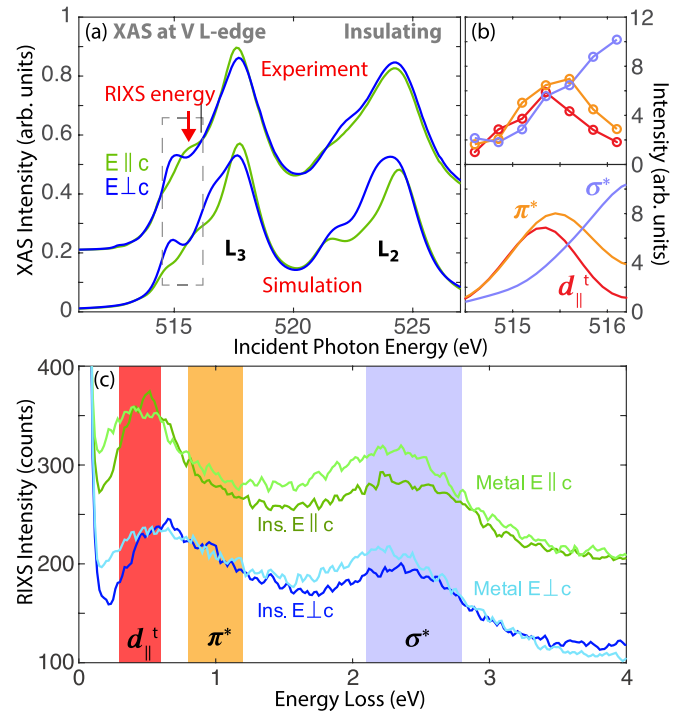 (a) XAS at V L-edge Insulating
Experiment
RIXS energy
E || c
E⊥c
L3
L2
Simulation
XAS Intensity (arb. units)
1
0.8
0.6
0.4
0.2
0
515
520
525
Incident Photon Energy (eV)
(b)
12
8
4
0
8
4
0
Intensity (arb. units)
σ*
π*
d||t
515
516
(c)
RIXS Intensity (counts)
400
300
200
100
Metal E || c
Ins. E || c
Metal E⊥c
Ins. E⊥c
d||t
π*
σ*
0
1
2
3
4
Energy Loss (eV)